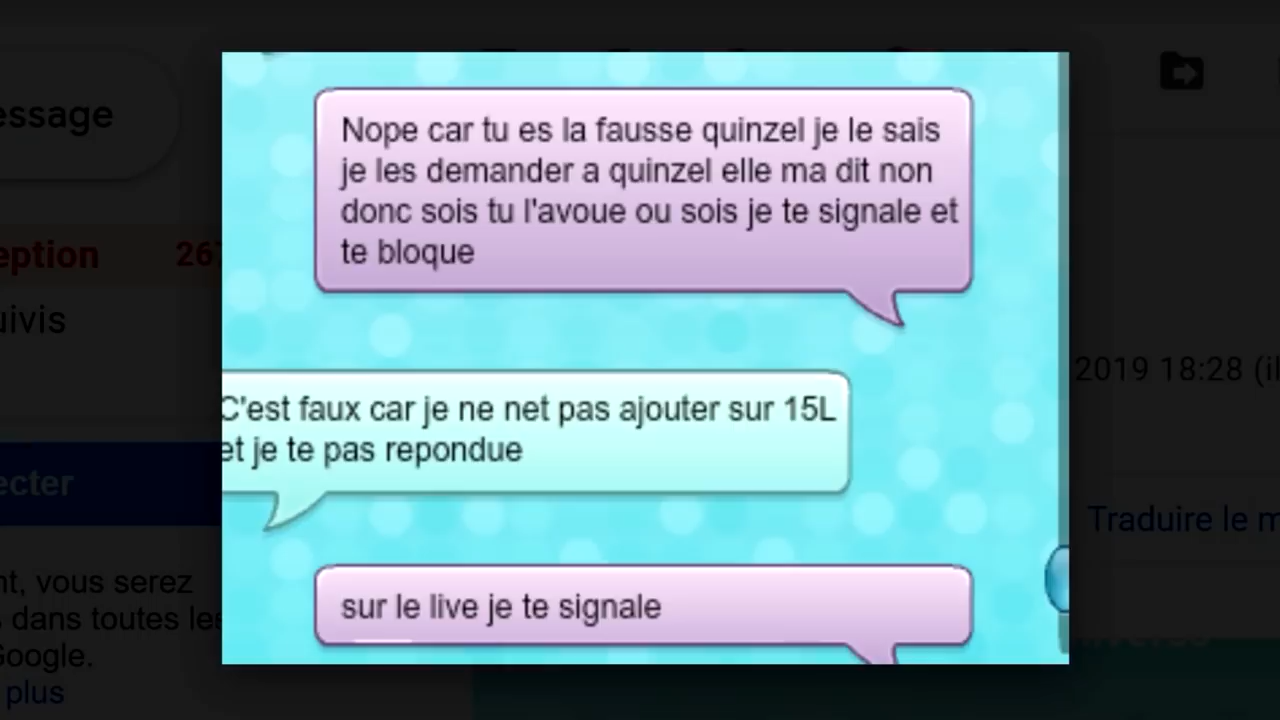 essage
eption 267
uivis
ecter
nt, vous serez
dans toutes les
Google.
plus
Nope car tu es la fausse quinzel je le sais
je les demander a quinzel elle ma dit non
donc sois tu l'avoue ou sois je te signale et
te bloque
C'est faux car je ne net pas ajouter sur 15L
et je te pas repondue
sur le live je te signale
2019 18:28 (i
Traduire le m